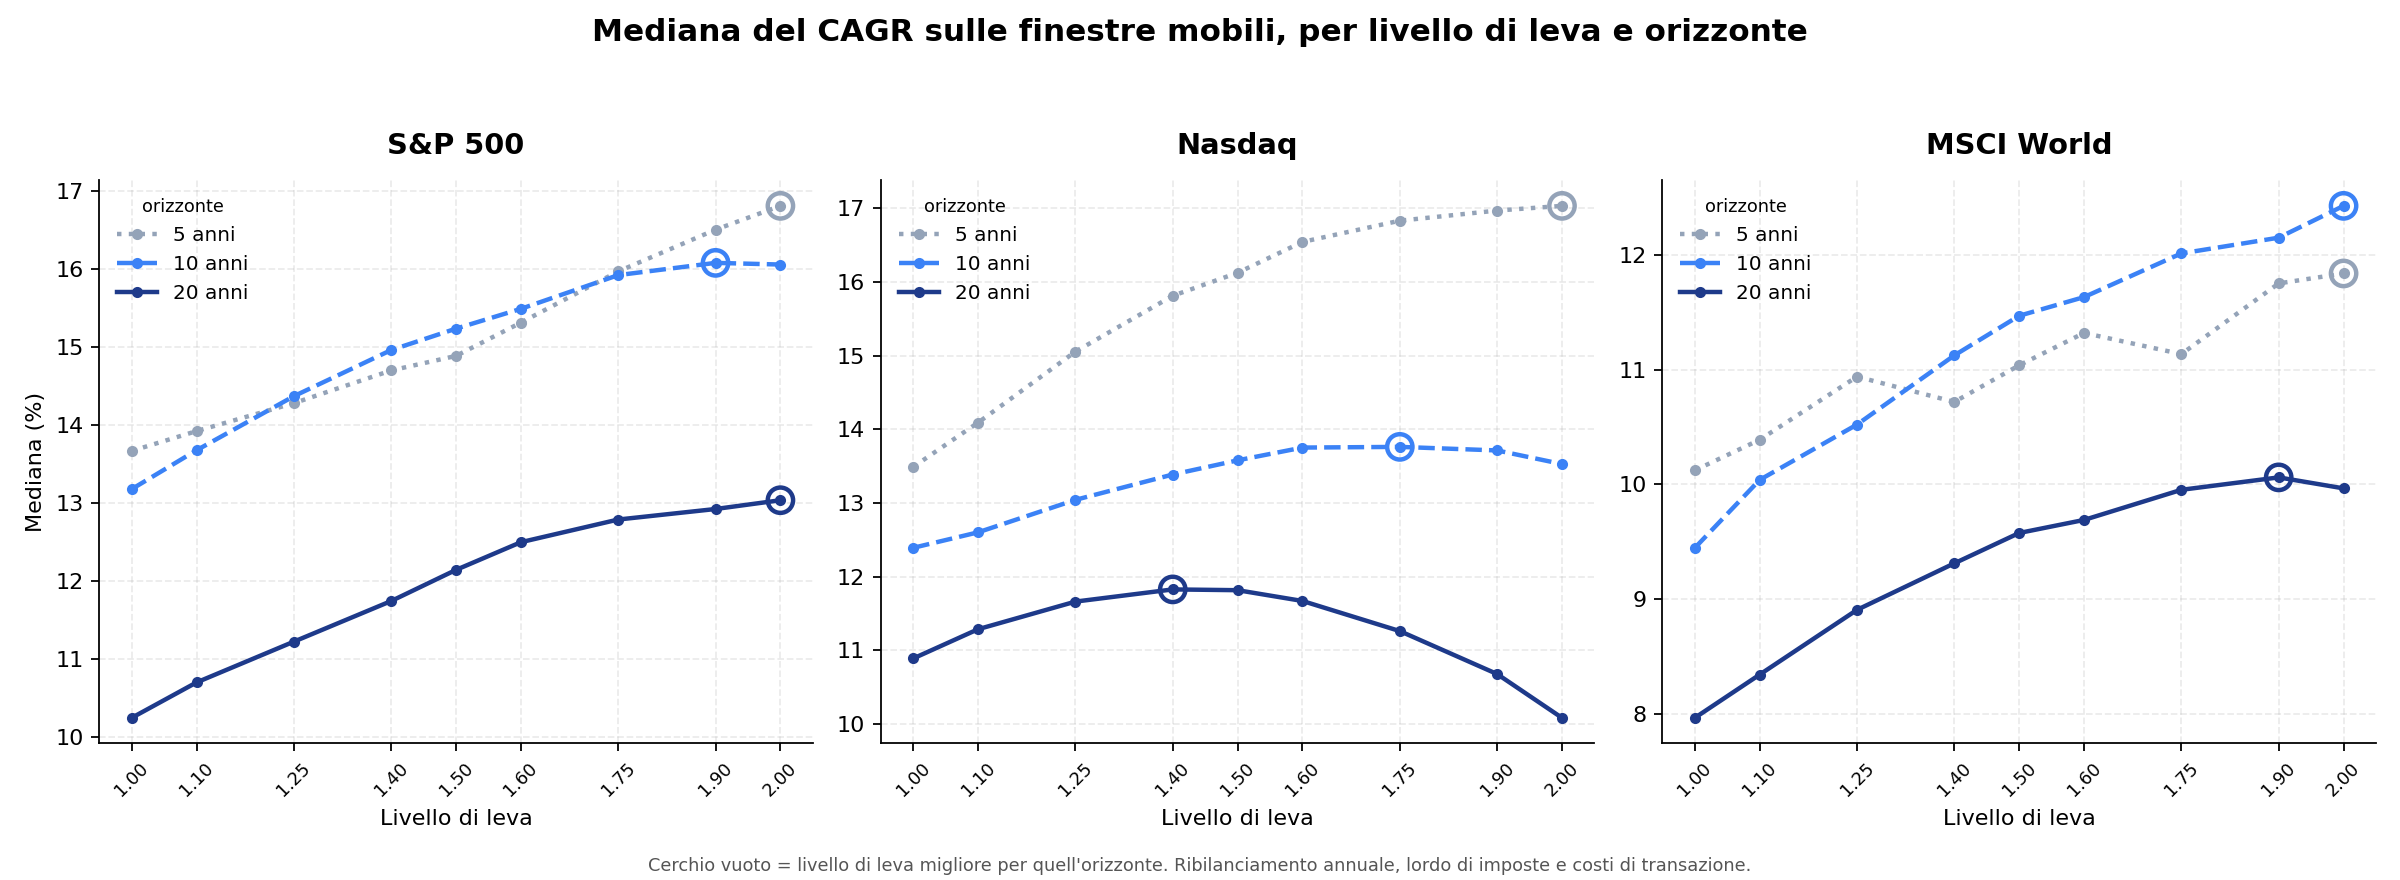 Mediana del CAGR sulle finestre mobili, per livello di leva e orizzonte
S&P 500
Mediana (%)
17
16
15
14
13
12
11
10
orizzonte
5 anni
10 anni
20 anni
1.00
1.10
1.25
1.40
1.50
1.60
1.75
1.90
2.00
Livello di leva
Nasdaq
17
16
15
14
13
12
11
10
orizzonte
5 anni
10 anni
20 anni
1.00
1.10
1.25
1.40
1.50
1.60
1.75
1.90
2.00
Livello di leva
MSCI World
12
11
10
9
8
orizzonte
5 anni
10 anni
20 anni
1.00
1.10
1.25
1.40
1.50
1.60
1.75
1.90
2.00
Livello di leva
Cerchio vuoto = livello di leva migliore per quell'orizzonte. Ribilanciamento annuale, lordo di imposte e costi di transazione.